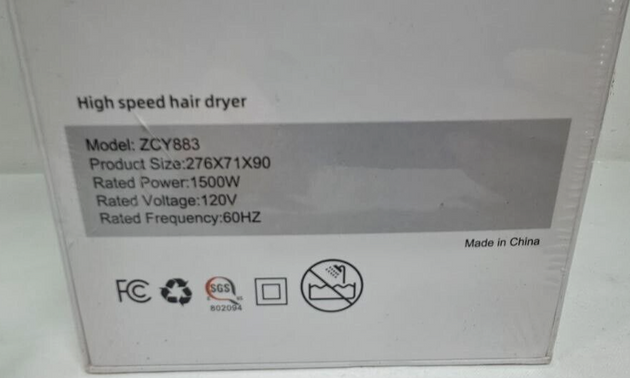 High speed hair dryer
Model: ZCY883
Product Size:276X71X90
Rated Power:1500W
Rated Voltage:120V
Rated Frequency:60HZ
Made in China
FC
SGS
802094